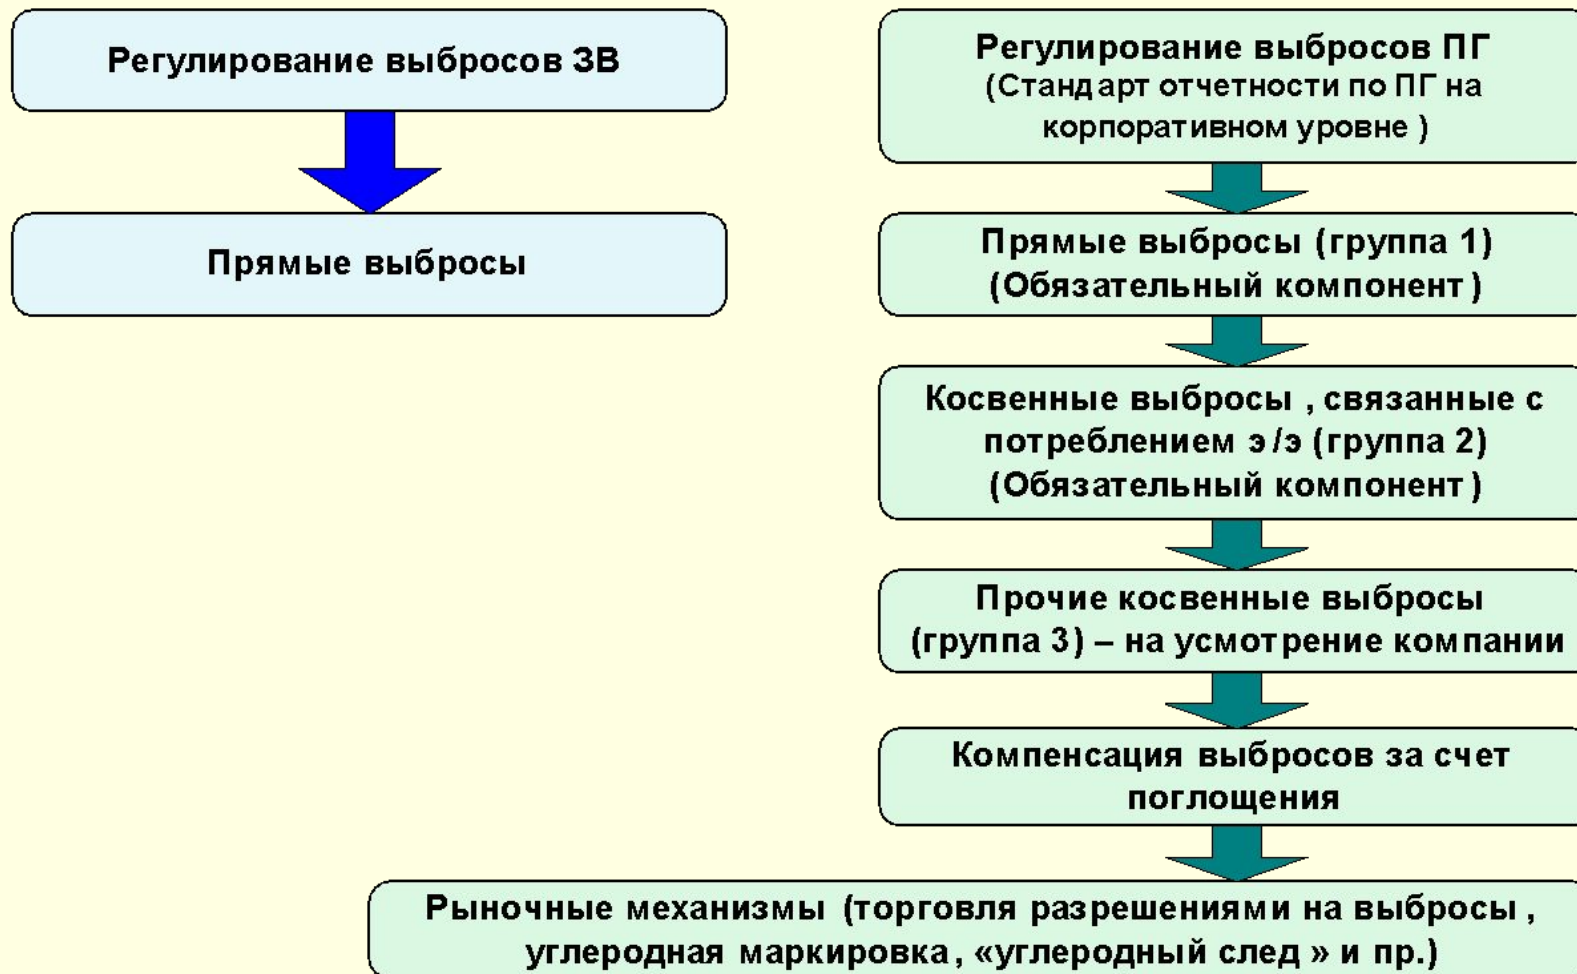 Регулирование выбросов ЗВ
Прямые выбросы
Регулирование выбросов ПГ
(Стандарт отчетности по ПГ на
корпоративном уровне )
Прямые выбросы (группа 1)
(Обязательный компонент )
Косвенные выбросы , связанные с
потреблением э /э (группа 2)
(Обязательный компонент )
Прочие косвенные выбросы
(группа 3) – на усмотрение компании
Компенсация выбросов за счет
поглощения
Рыночные механизмы (торговля разрешениями на выбросы ,
углеродная маркировка, «углеродный след » и пр.)